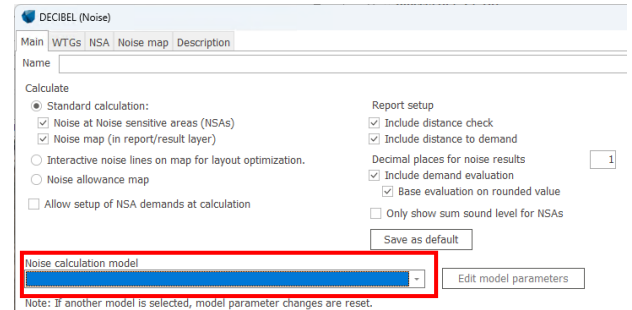 DECIBEL (Noise)
Main WTGs NSA Noise map Description
Name
Calculate
Standard calculation:
Noise at Noise sensitive areas (NSAs)
Noise map (in report/result layer)
Interactive noise lines on map for layout optimization.
Noise allowance map
Allow setup of NSA demands at calculation
Report setup
Include distance check
Include distance to demand
Decimal places for noise results 1
Include demand evaluation
Base evaluation on rounded value
Only show sum sound level for NSAs
Save as default
Noise calculation model
Edit model parameters
Note: If another model is selected, model parameter changes are reset.